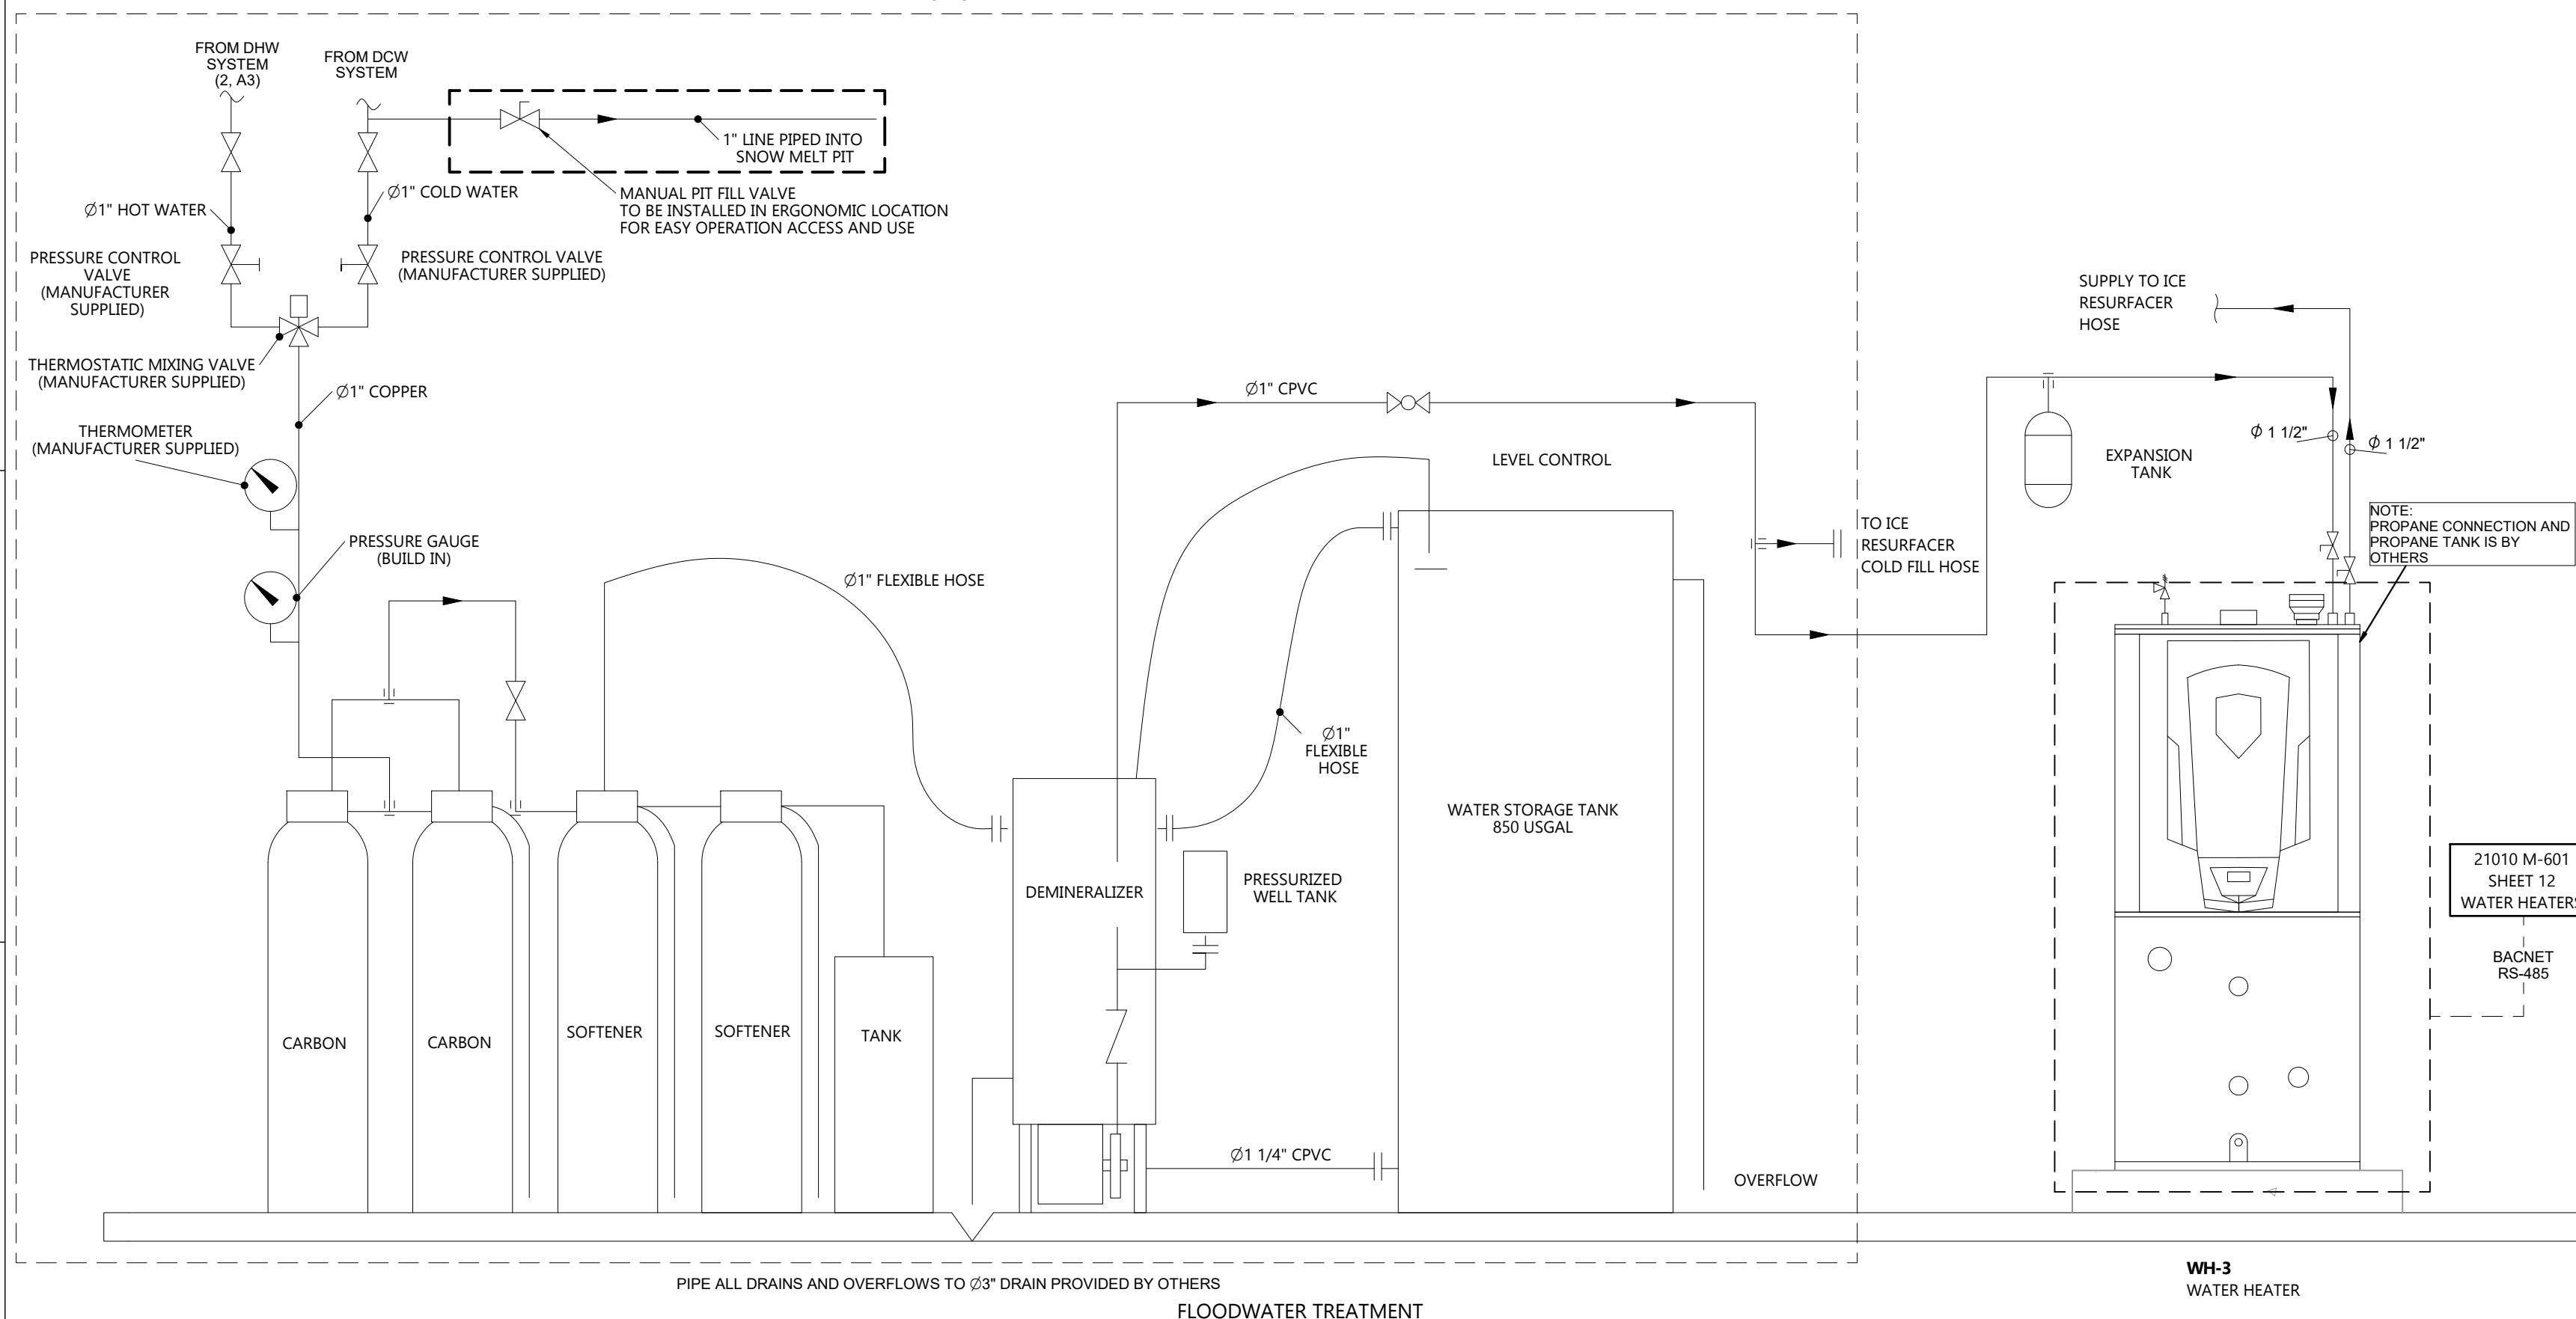 FROM DHW
SYSTEM
(2, A3)
FROM DCW
SYSTEM
1" LINE PIPED INTO
SNOW MELT PIT
Ø1" HOT WATER
Ø1" COLD WATER
MANUAL PIT FILL VALVE
TO BE INSTALLED IN ERGONOMIC LOCATION
FOR EASY OPERATION ACCESS AND USE
PRESSURE CONTROL
VALVE
(MANUFACTURER
SUPPLIED)
PRESSURE CONTROL VALVE
(MANUFACTURER SUPPLIED)
THERMOSTATIC MIXING VALVE
(MANUFACTURER SUPPLIED)
Ø1" COPPER
THERMOMETER
(MANUFACTURER SUPPLIED)
PRESSURE GAUGE
(BUILD IN)
Ø1" FLEXIBLE HOSE
Ø1" CPVC
LEVEL CONTROL
TO ICE
RESURFACER
COLD FILL HOSE
SUPPLY TO ICE
RESURFACER
HOSE
EXPANSION
TANK
Ø 1 1/2"
Ø 1 1/2"
NOTE:
PROPANE CONNECTION AND
PROPANE TANK IS BY
OTHERS
Ø1"
FLEXIBLE
HOSE
WATER STORAGE TANK
850 USGAL
DEMINERALIZER
PRESSURIZED
WELL TANK
CARBON
CARBON
SOFTENER
SOFTENER
TANK
Ø1 1/4" CPVC
OVERFLOW
21010 M-601
SHEET 12
WATER HEATERS
BACNET
RS-485
PIPE ALL DRAINS AND OVERFLOWS TO Ø3" DRAIN PROVIDED BY OTHERS
FLOODWATER TREATMENT
WH-3
WATER HEATER